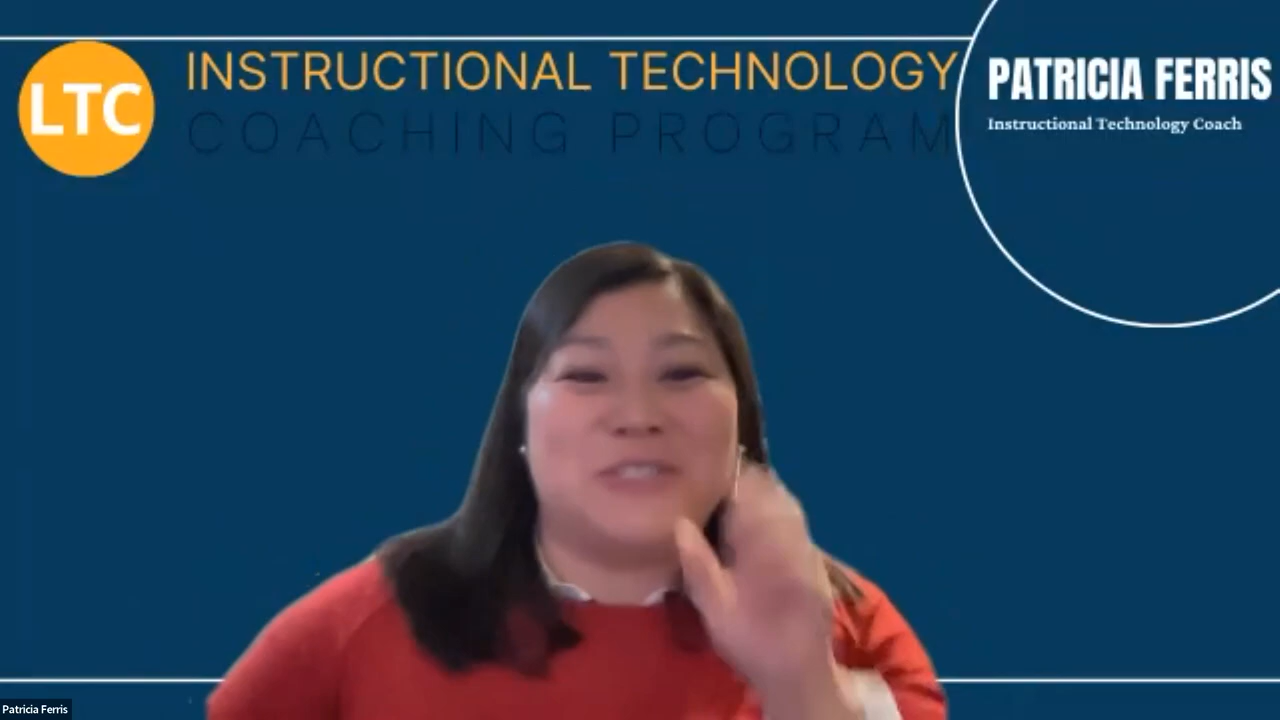 LTC
INSTRUCTIONAL TECHNOLOGY
COACHING PROGRAM
PATRICIA FERRIS
Instructional Technology Coach
Patricia Ferris